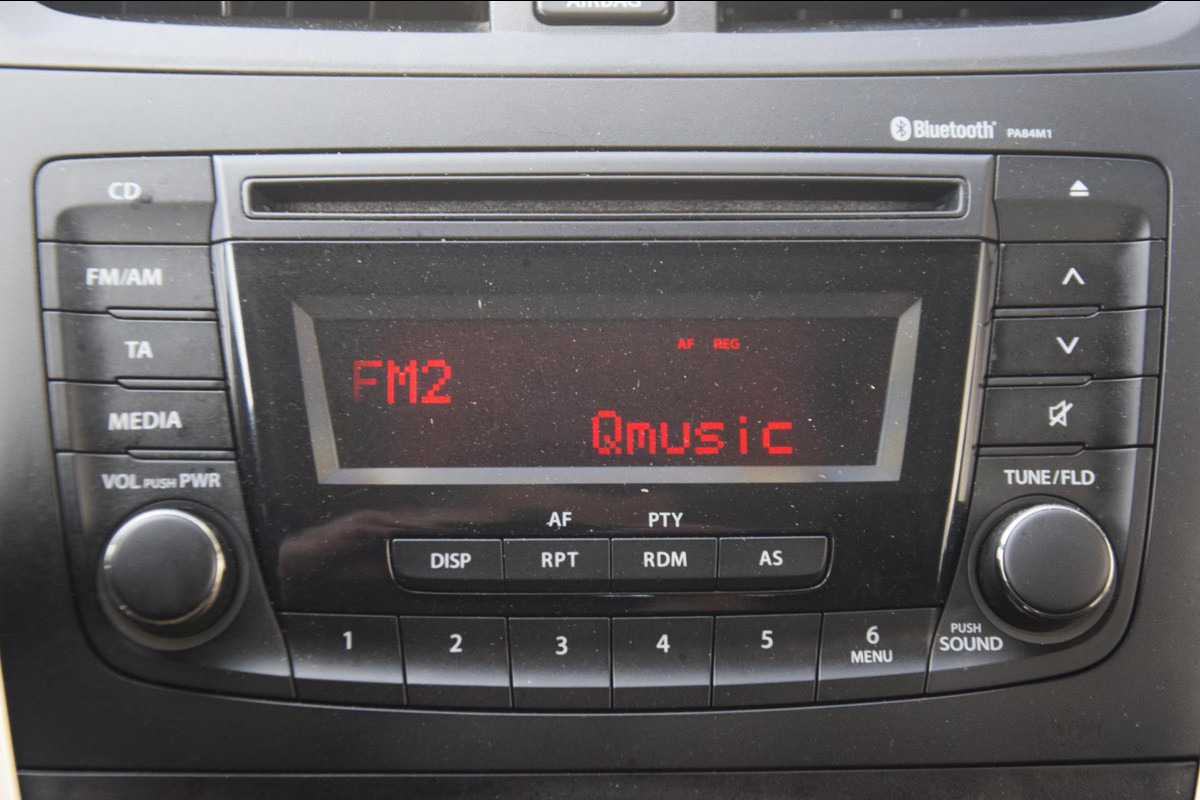 AIRBAG
Bluetooth PA84M1
CD
FM/AM
TA
MEDIA
VOL PUSH PWR
AF REG
FM2
Qmusic
TUNE/FLD
AF PTY
DISP RPT RDM AS
1 2 3 4 5 6
MENU
PUSH
SOUND